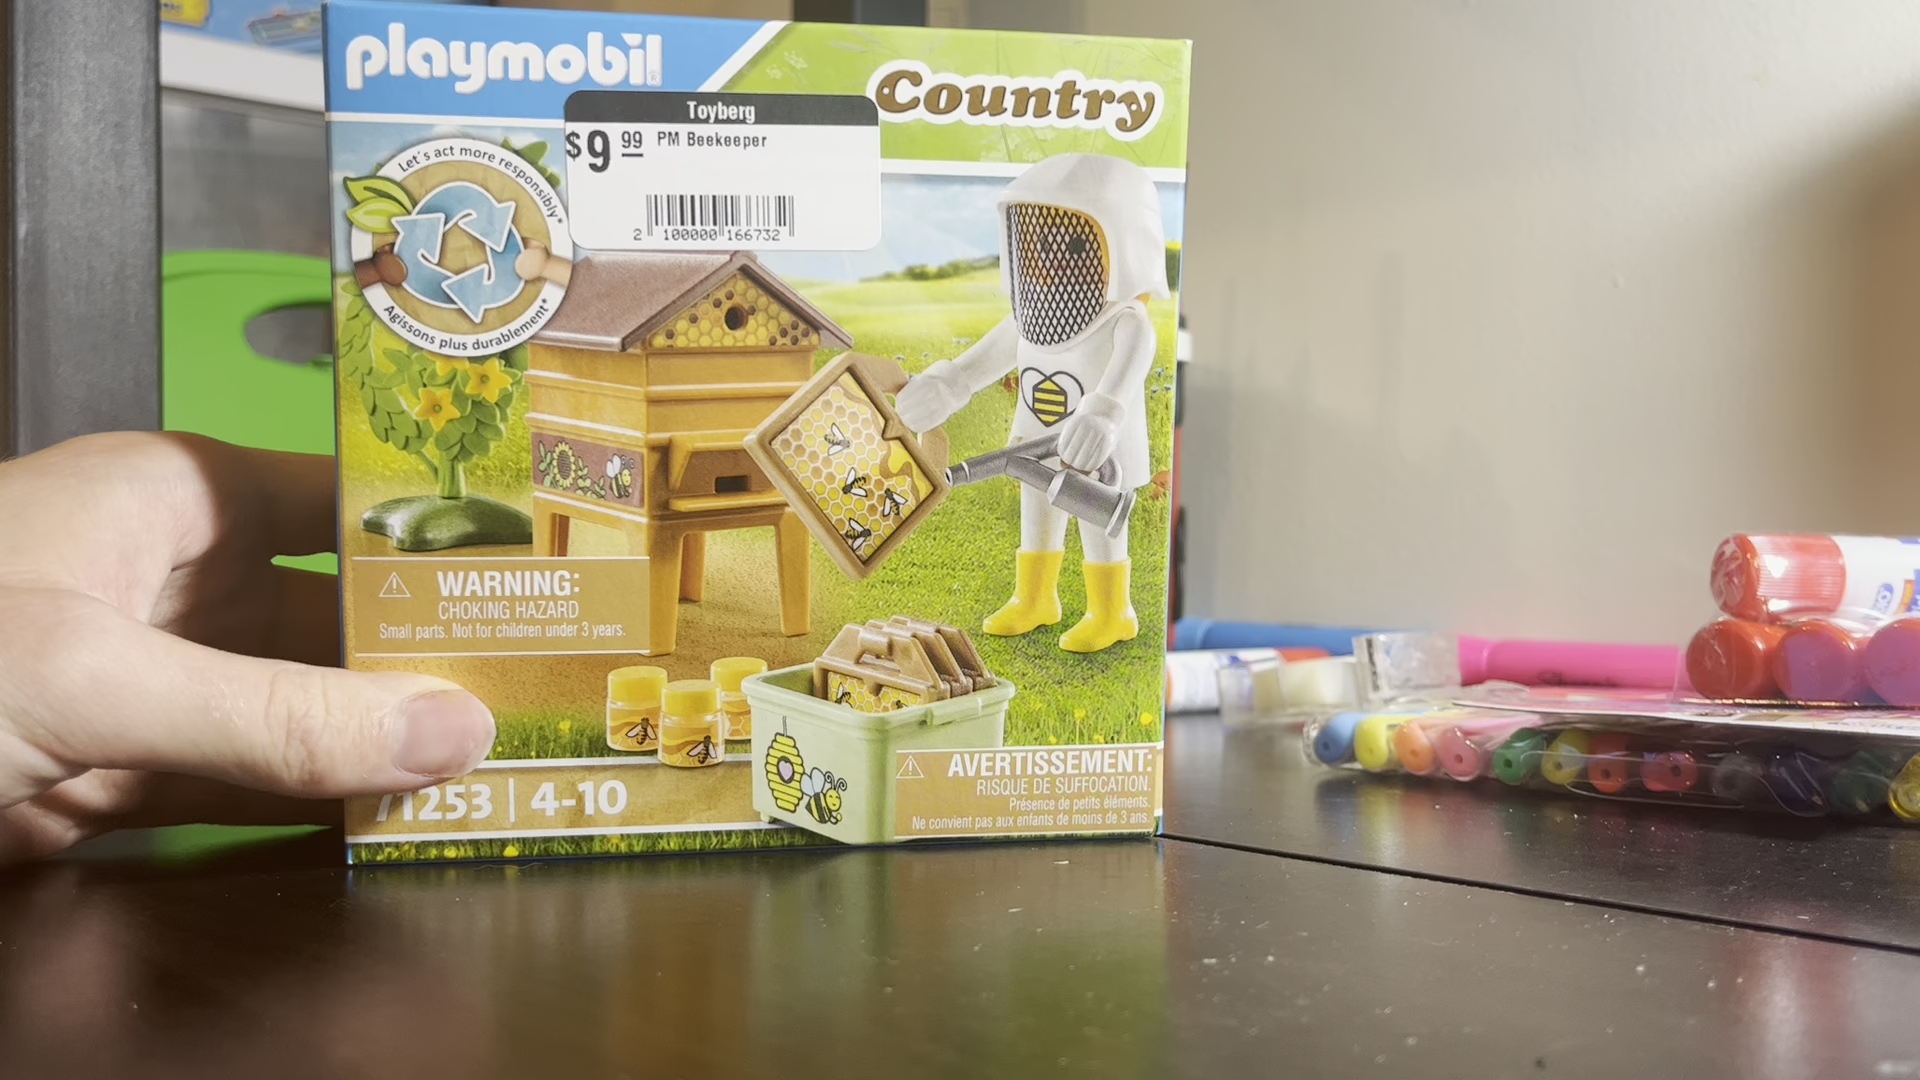 playmobil
Country
Toyberg
$9 99 PM Beekeeper
2 100000 166732
Let's act more responsibly*
Agissons plus durablement*
WARNING:
CHOKING HAZARD
Small parts. Not for children under 3 years.
71253 | 4-10
AVERTISSEMENT:
RISQUE DE SUFFOCATION.
Présence de petits éléments.
Ne convient pas aux enfants de moins de 3 ans.